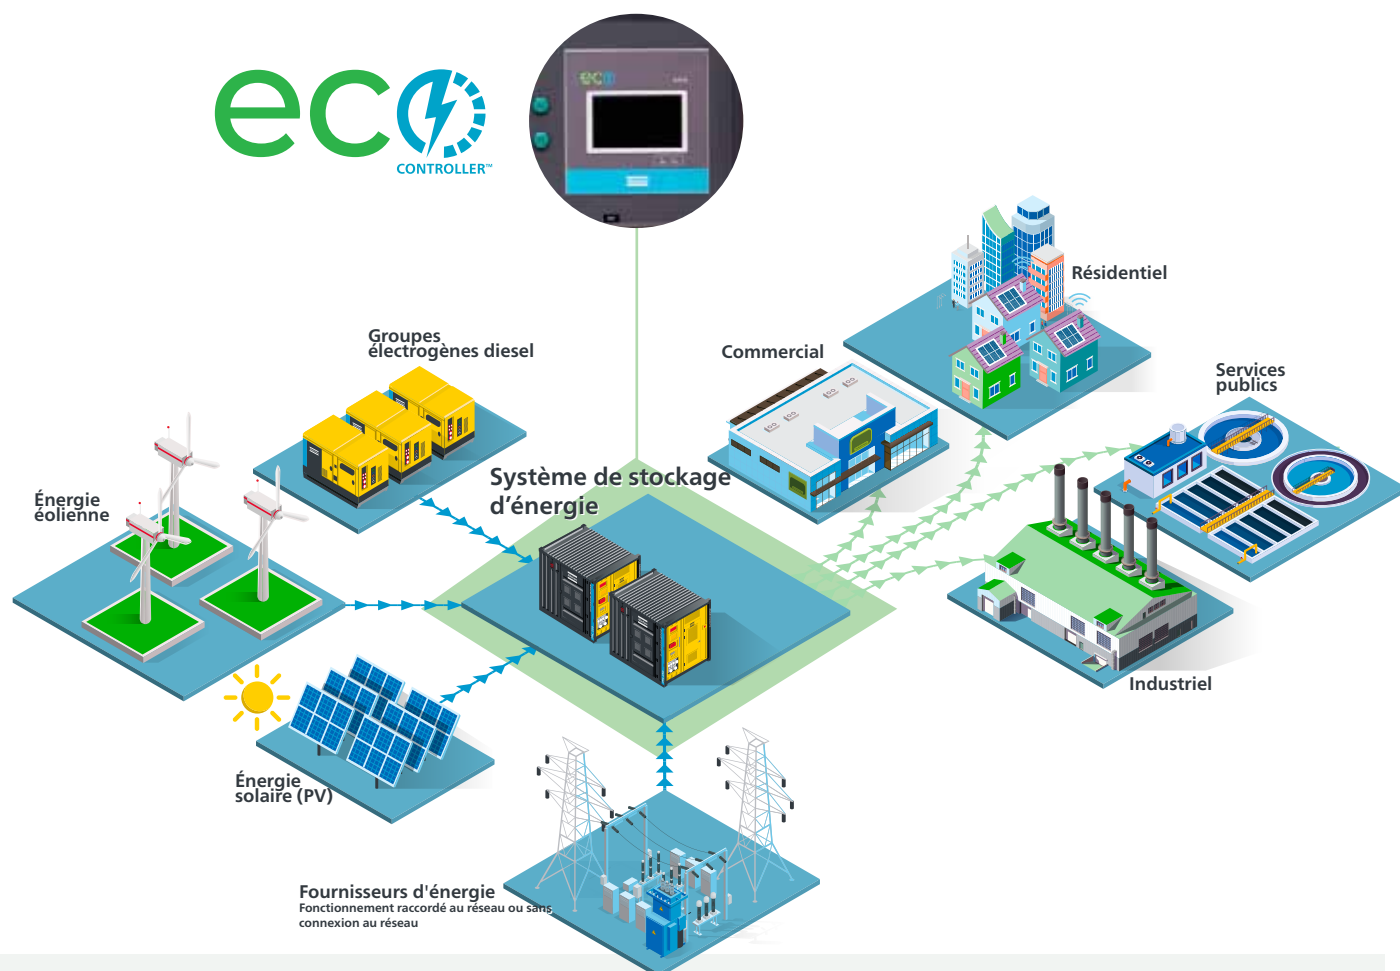 eco
CONTROLLER™
eco
Résidentiel
Groupes
électrogènes diesel
Commercial
Services
publics
Système de stockage
d’énergie
Énergie
éolienne
Industriel
Énergie
solaire (PV)
Fournisseurs d'énergie
Fonctionnement raccordé au réseau ou sans
connexion au réseau